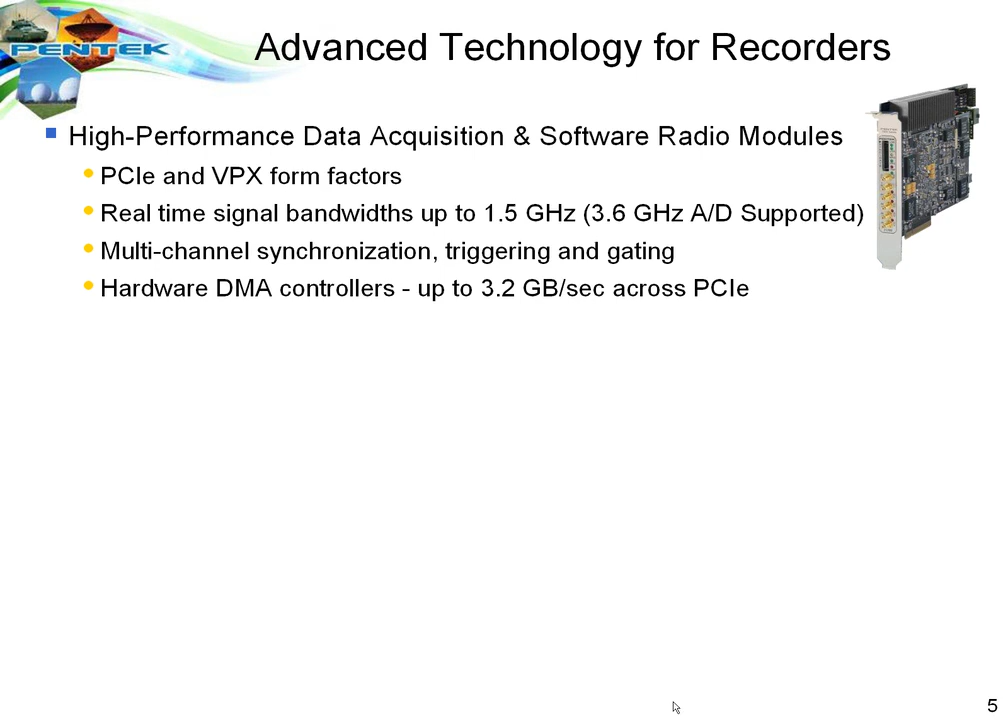 PENTEK
Advanced Technology for Recorders
High-Performance Data Acquisition & Software Radio Modules
PCIe and VPX form factors
Real time signal bandwidths up to 1.5 GHz (3.6 GHz A/D Supported)
Multi-channel synchronization, triggering and gating
Hardware DMA controllers - up to 3.2 GB/sec across PCIe
5